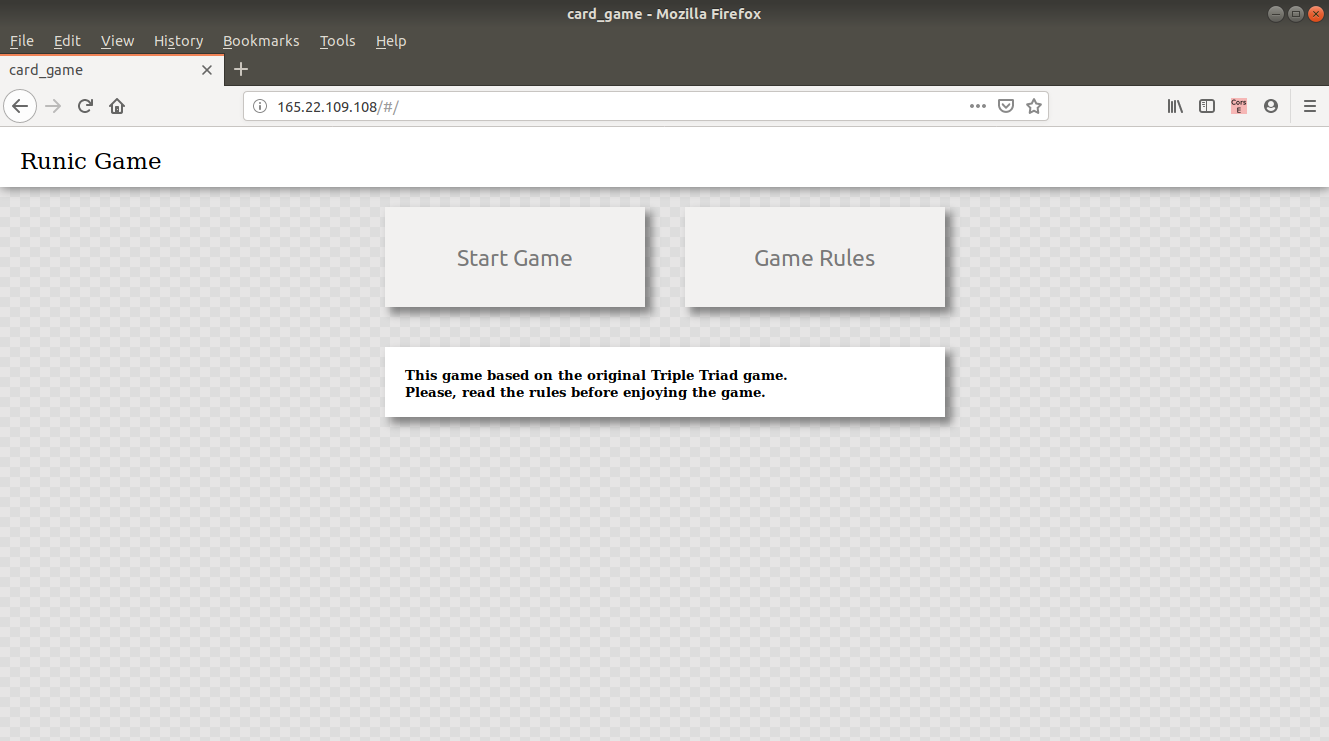 card_game - Mozilla Firefox
File Edit View History Bookmarks Tools Help
card_game
165.22.109.108/#/
Cors
E
Runic Game
Start Game
Game Rules
This game based on the original Triple Triad game.
Please, read the rules before enjoying the game.